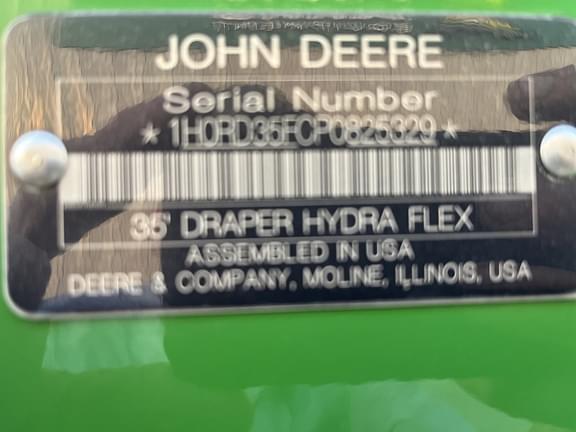 JOHN DEERE
Serial Number
* 1H0RD35FCP0825329 *
35' DRAPER HYDRA FLEX
ASSEMBLED IN USA
DEERE & COMPANY, MOLINE, ILLINOIS, USA